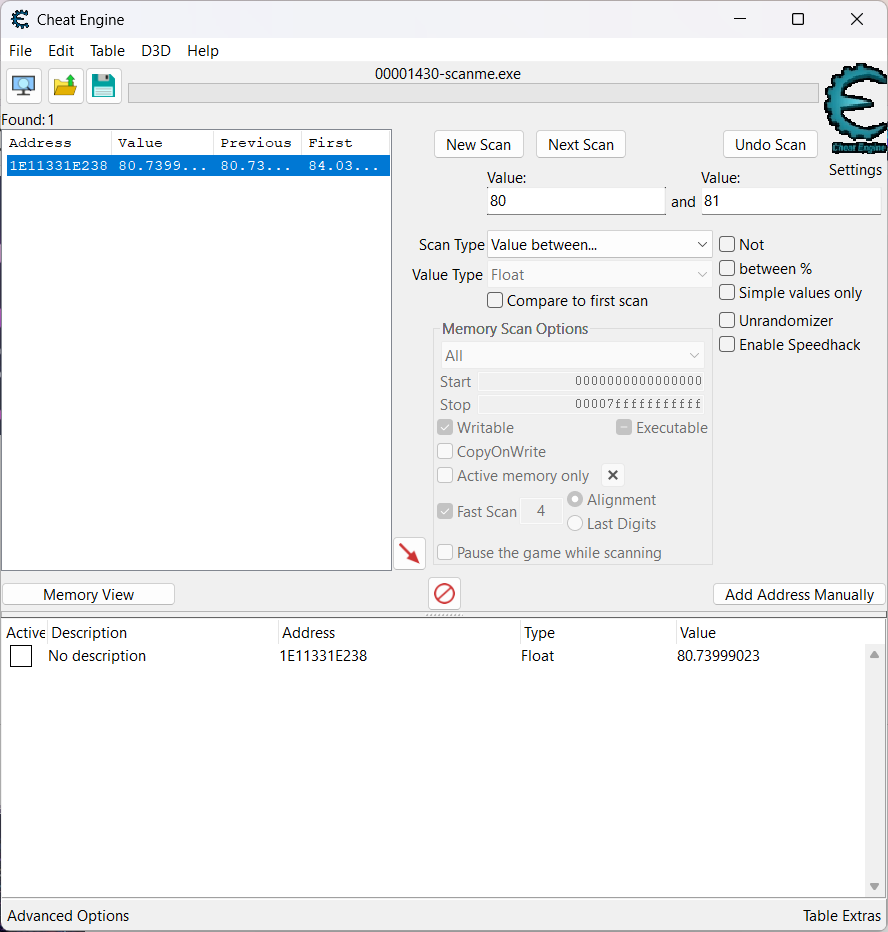 Cheat Engine
File Edit Table D3D Help
00001430-scanme.exe
Found: 1
Cheat Engine
Settings
Address Value Previous First
1E11331E238 80.7399... 80.73... 84.03...
New Scan Next Scan Undo Scan
Value: Value:
80 and 81
Scan Type Value between...
Value Type Float
Compare to first scan
Not
between %
Simple values only
Unrandomizer
Enable Speedhack
Memory Scan Options
All
Start 0000000000000000
Stop 00007fffffffffff
Writable Executable
CopyOnWrite
Active memory only
Fast Scan 4 Alignment
Last Digits
Pause the game while scanning
Memory View Add Address Manually
Active Description Address Type Value
No description 1E11331E238 Float 80.73999023
Advanced Options Table Extras